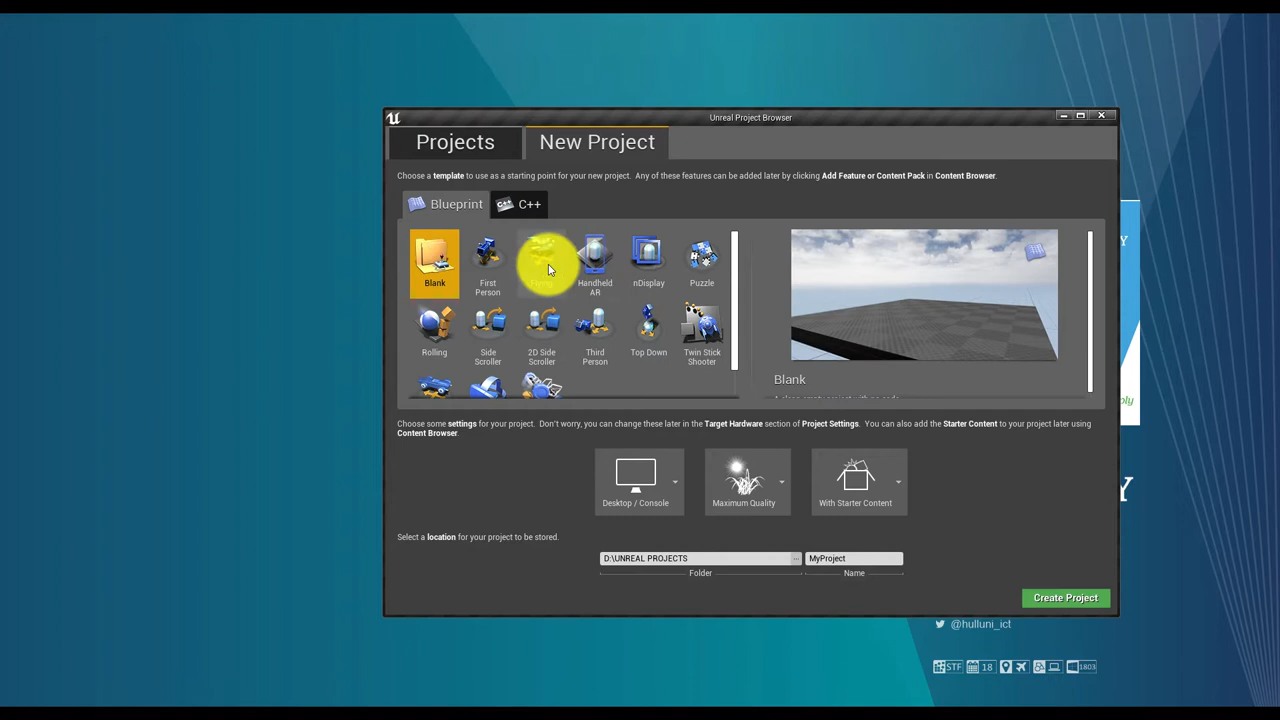 Unreal Project Browser
Projects
New Project
Choose a template to use as a starting point for your new project. Any of these features can be added later by clicking Add Feature or Content Pack in Content Browser.
Blueprint
C++
Blank
First
Person
Flying
Handheld
AR
nDisplay
Puzzle
Rolling
Side
Scroller
2D Side
Scroller
Third
Person
Top Down
Twin Stick
Shooter
Blank
Choose some settings for your project. Don't worry, you can change these later in the Target Hardware section of Project Settings. You can also add the Starter Content to your project later using
Content Browser.
Desktop / Console
Maximum Quality
With Starter Content
Select a location for your project to be stored.
D:\UNREAL PROJECTS
...
MyProject
Folder
Name
Create Project
@hulluni_ict
STF
18
1803